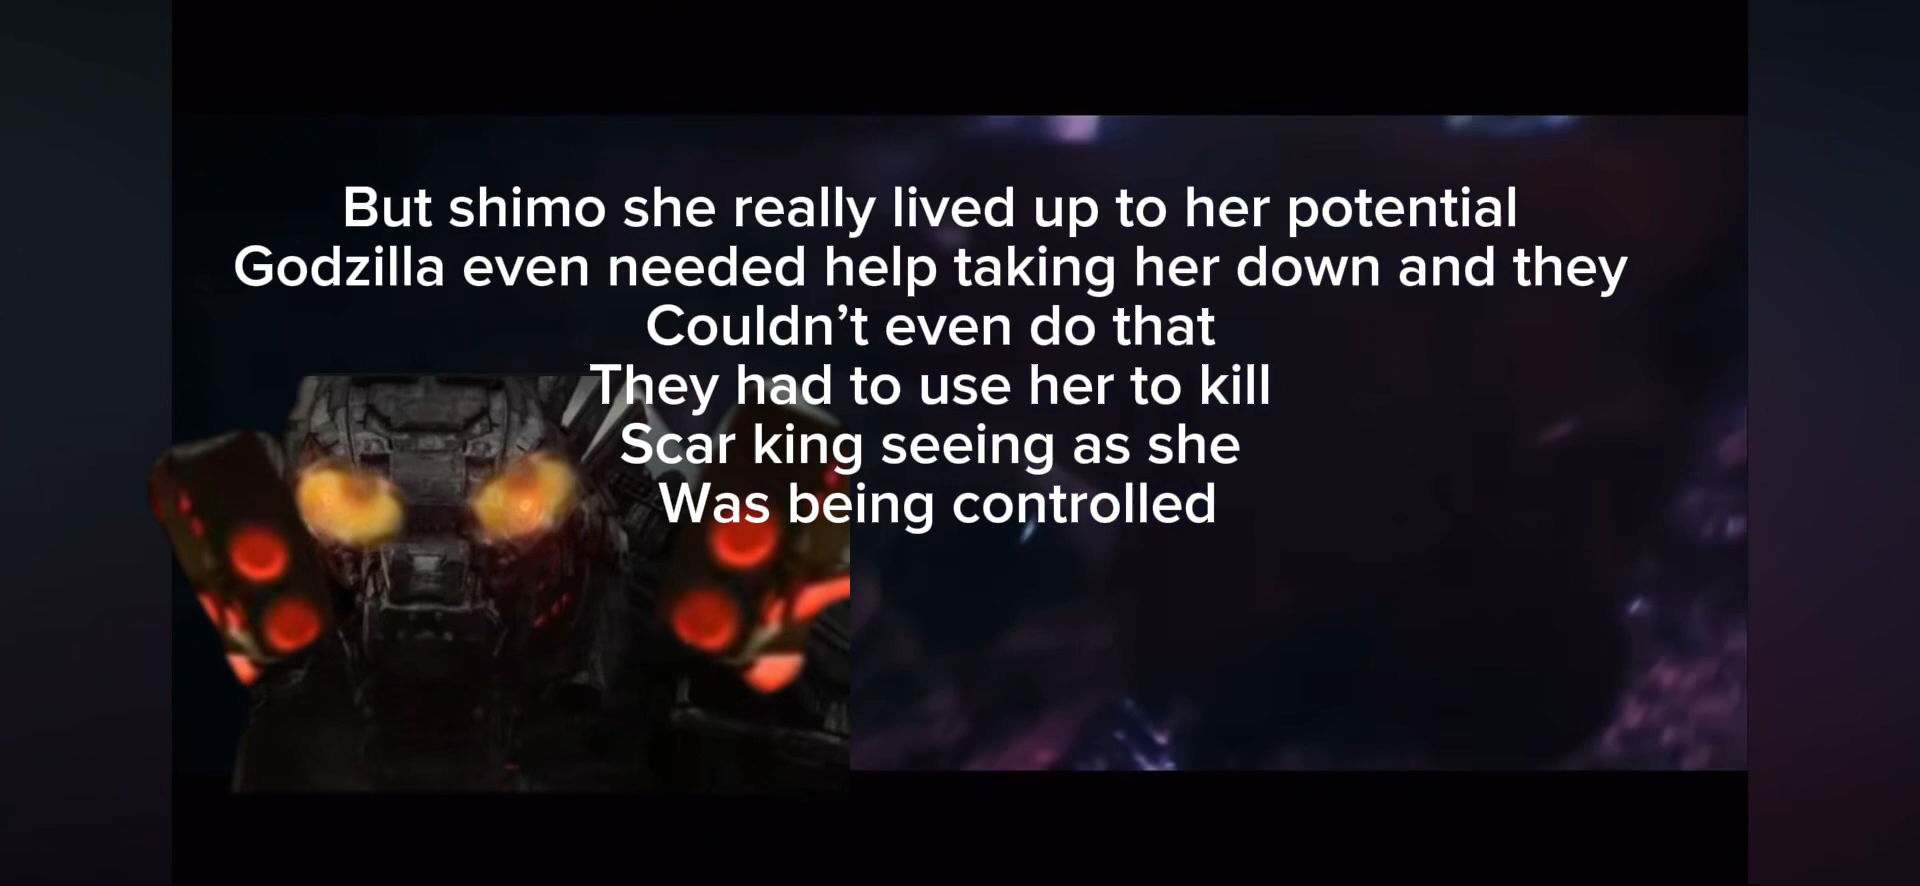 But shimo she really lived up to her potential
Godzilla even needed help taking her down and they
Couldn’t even do that
They had to use her to kill
Scar king seeing as she
Was being controlled